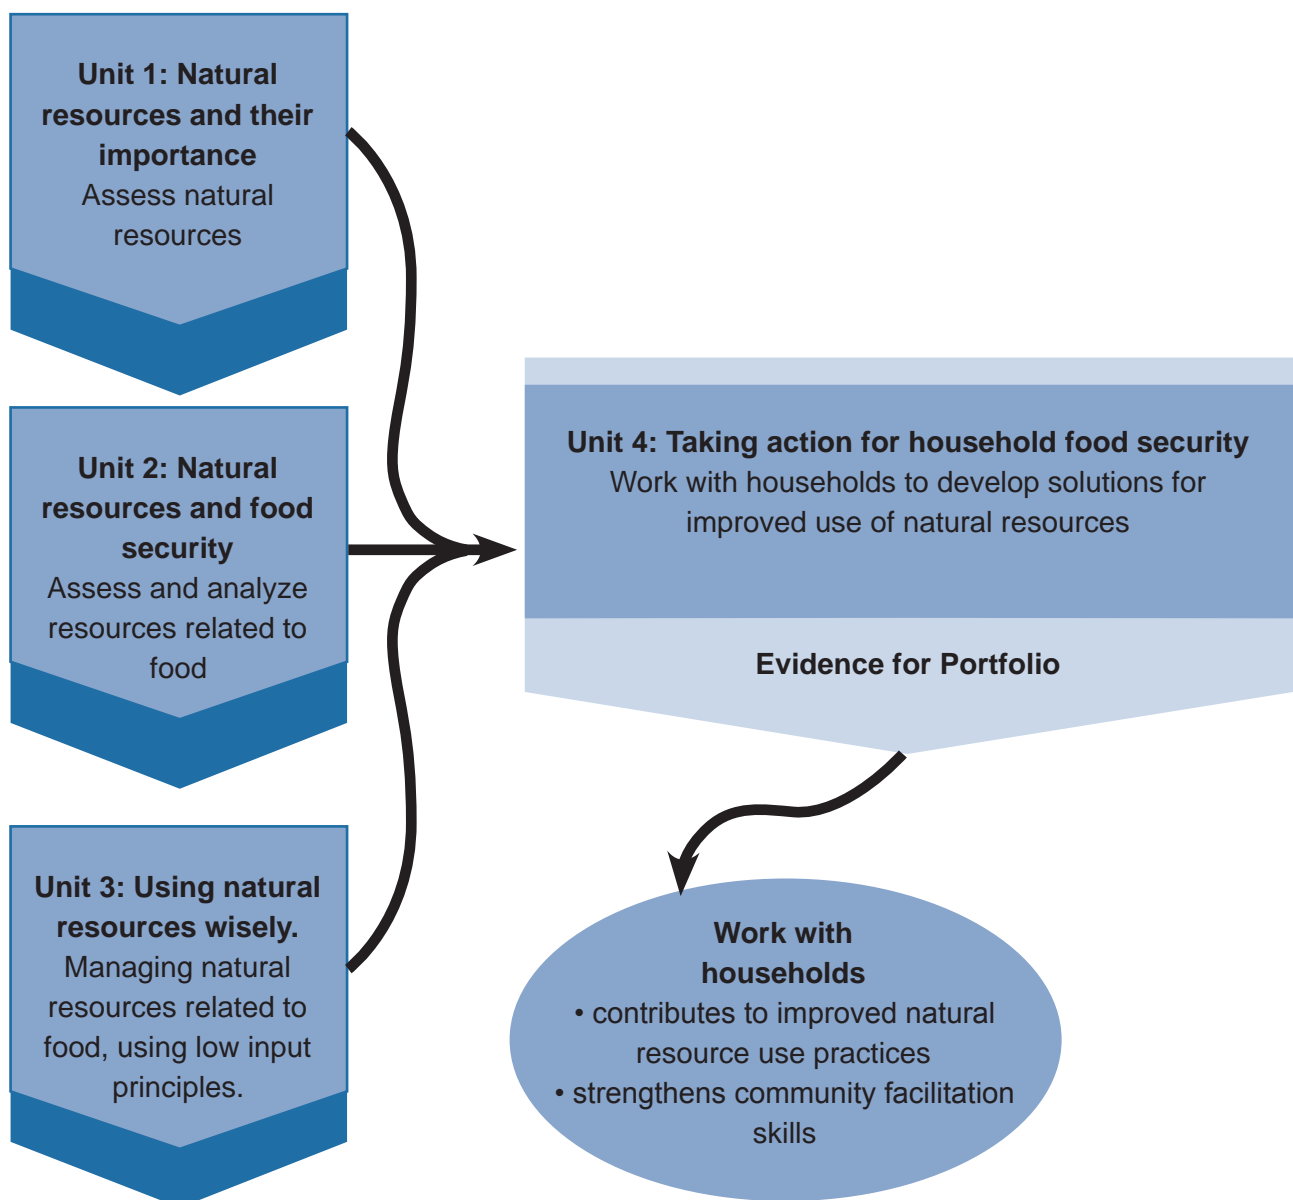 Unit 1: Natural
resources and their
importance
Assess natural
resources
Unit 2: Natural
resources and food
security
Assess and analyze
resources related to
food
Unit 3: Using natural
resources wisely.
Managing natural
resources related to
food, using low input
principles.
Unit 4: Taking action for household food security
Work with households to develop solutions for
improved use of natural resources
Evidence for Portfolio
Work with
households
• contributes to improved natural
resource use practices
• strengthens community facilitation
skills